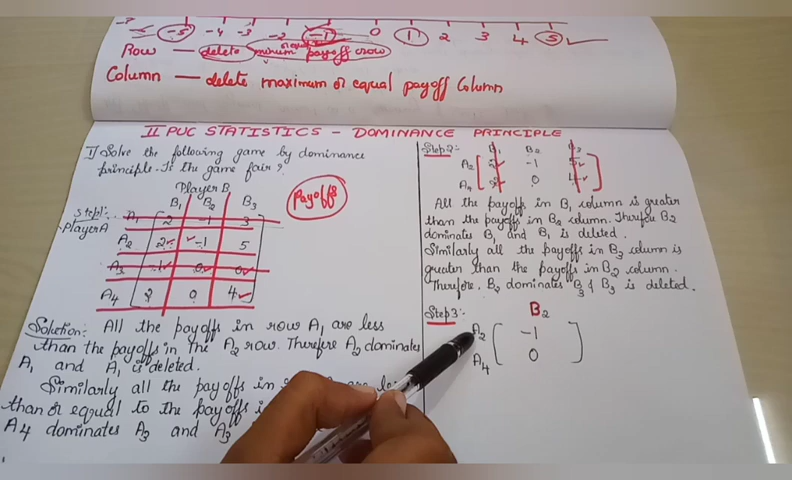 -5 -4 -3 -2 -1 0 1 2 3 4 5
Row — delete minimum or equal payoff row
Column — delete maximum or equal payoff Column
II PUC STATISTICS - DOMINANCE PRINCIPLE
1) Solve the following game by dominance
principle. Is the game fair?
Player B
Payoffs
B1 B2 B3
Step1:
A1 2 -1 3
Player A
A2 2 -1 5
A3 1 0 0
A4 2 0 4
Solution: All the payoffs in row A1 are less
than the payoffs in the A2 row. Therefore A2 dominates
A1 and A1 is deleted.
Similarly all the payoffs in
than or equal to the payoffs
A4 dominates A3 and A3
Step2:
B1 B2 B3
A2 -1
A4 0
All the payoff in B1 column is greater
than the payoffs in B2 column. Therefore B2
dominates B1 and B1 is deleted.
Similarly all the payoffs in B3 column is
greater than the payoffs in B2 column.
Therefore B2 dominates B3 & B3 is deleted.
Step3:-
B2
A2 -1
A4 0